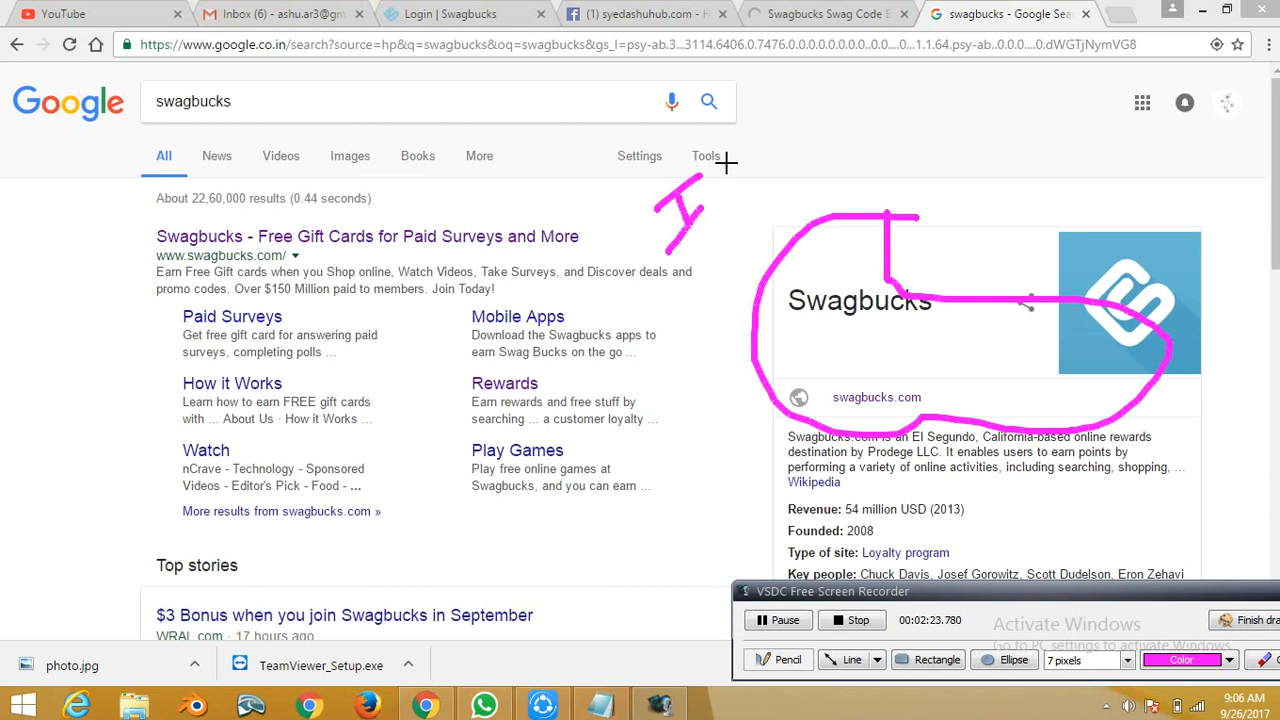 YouTube
Inbox (6) - ashu.ar3@gm
Login | Swagbucks
(1) syedashuhub.com -
Swagbucks Swag Code E
swagbucks - Google Sea
https://www.google.co.in/search?source=hp&q=swagbucks&oq=swagbucks&gs_l=psy-ab.3...3114.6406.0.7476.0.0.0.0.0.0.0.0..0.0....0...1.1.64.psy-ab..0.0.0....0.dWGTjNymVG8
Google
swagbucks
All News Videos Images Books More Settings Tools
About 22,60,000 results (0.44 seconds)
Swagbucks - Free Gift Cards for Paid Surveys and More
www.swagbucks.com/
Earn Free Gift cards when you Shop online, Watch Videos, Take Surveys, and Discover deals and
promo codes. Over $150 Million paid to members. Join Today!
Paid Surveys
Get free gift card for answering paid
surveys, completing polls ...
Mobile Apps
Download the Swagbucks apps to
earn Swag Bucks on the go ...
How it Works
Learn how to earn FREE gift cards
with ... About Us · How it Works ...
Rewards
Earn rewards and free stuff by
searching ... a customer loyalty ...
Watch
nCrave - Technology - Sponsored
Videos - Editor's Pick - Food - ...
Play Games
Play free online games at
Swagbucks, and you can earn ...
More results from swagbucks.com »
Top stories
$3 Bonus when you join Swagbucks in September
WRAL.com - 17 hours ago
Swagbucks
swagbucks.com
Swagbucks.com is an El Segundo, California-based online rewards
destination by Prodege LLC. It enables users to earn points by
performing a variety of online activities, including searching, shopping, ...
Wikipedia
Revenue: 54 million USD (2013)
Founded: 2008
Type of site: Loyalty program
Key people: Chuck Davis, Josef Gorowitz, Scott Dudelson, Eron Zehavi
VSDC Free Screen Recorder
Pause Stop 00:02:23.780 Finish dra
Activate Windows
Go to PC settings to activate Windows.
Pencil Line Rectangle Ellipse 7 pixels Color
photo.jpg
TeamViewer_Setup.exe
9:06 AM
9/26/2017